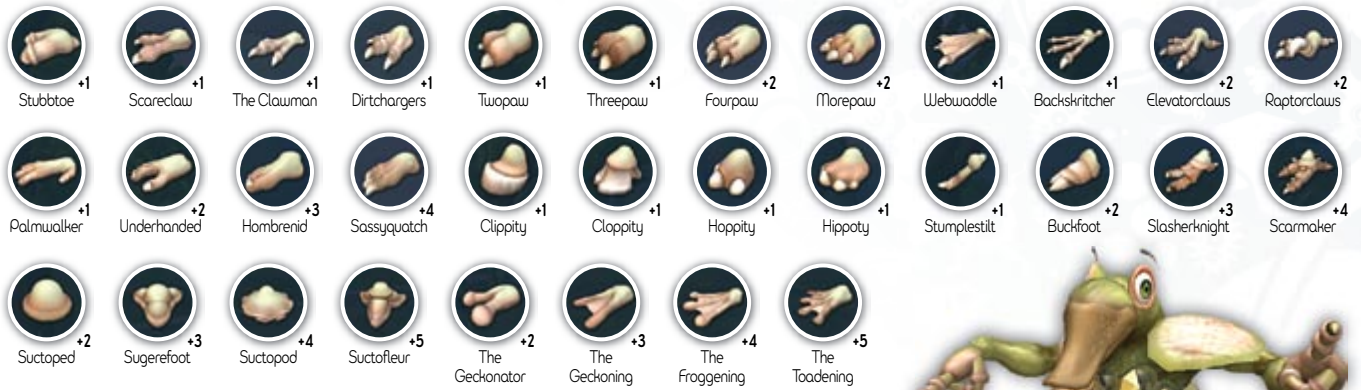 +1 +1 +1 +1 +1 +1 +2 +2 +1 +1 +2 +2
Stubbtoe Scareclaw The Clawman Dirtchargers Twopaw Threepaw Fourpaw Morepaw Webwaddle Backskritcher Elevatorclaws Raptorclaws
+1 +2 +3 +4 +1 +1 +1 +1 +1 +2 +3 +4
Palmwalker Underhanded Hombrenid Sassyquatch Clippity Cloppity Hoppity Hippoty Stumplestilt Buckfoot Slasherknight Scarmaker
+2 +3 +4 +5 +2 +3 +4 +5
Suctoped Sugerefoot Suctopod Suctofleur The The The The
Geckonator Geckoning Froggening Toadening